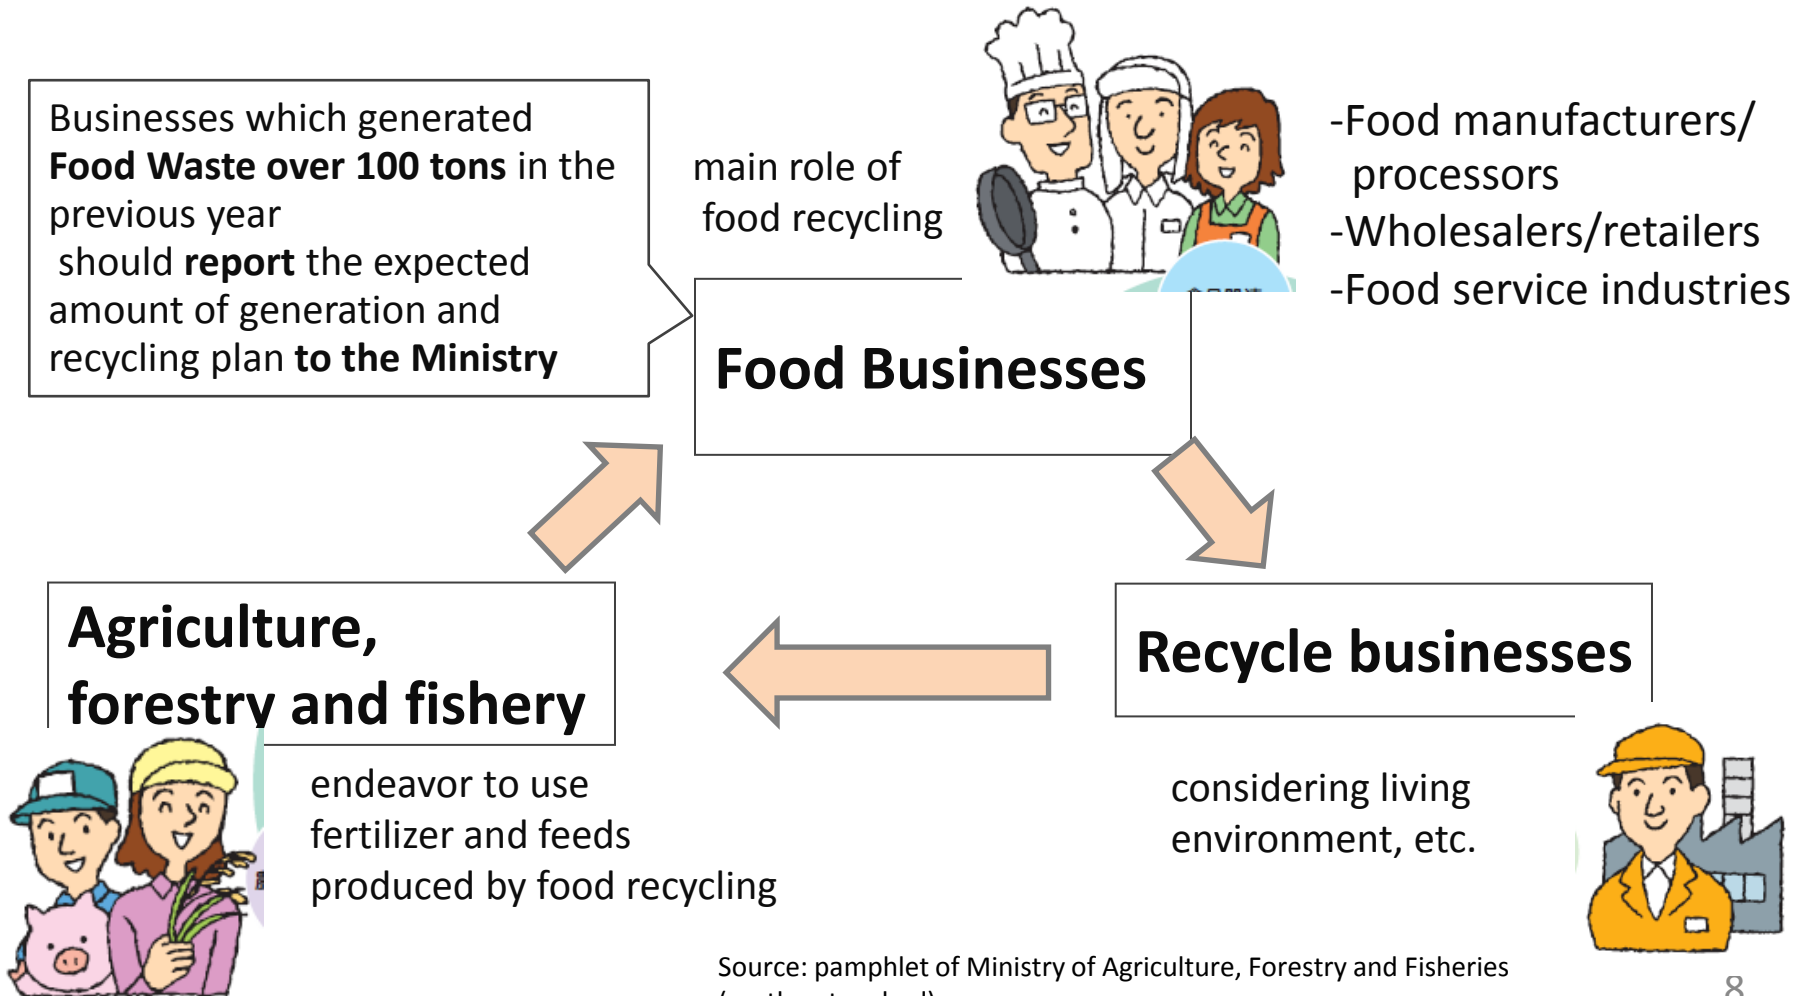 Businesses which generated
Food Waste over 100 tons in the
previous year
should report the expected
amount of generation and
recycling plan to the Ministry
main role of
food recycling
-Food manufacturers/
processors
-Wholesalers/retailers
-Food service industries
Food Businesses
Agriculture,
forestry and fishery
Recycle businesses
endeavor to use
fertilizer and feeds
produced by food recycling
considering living
environment, etc.
Source: pamphlet of Ministry of Agriculture, Forestry and Fisheries
8